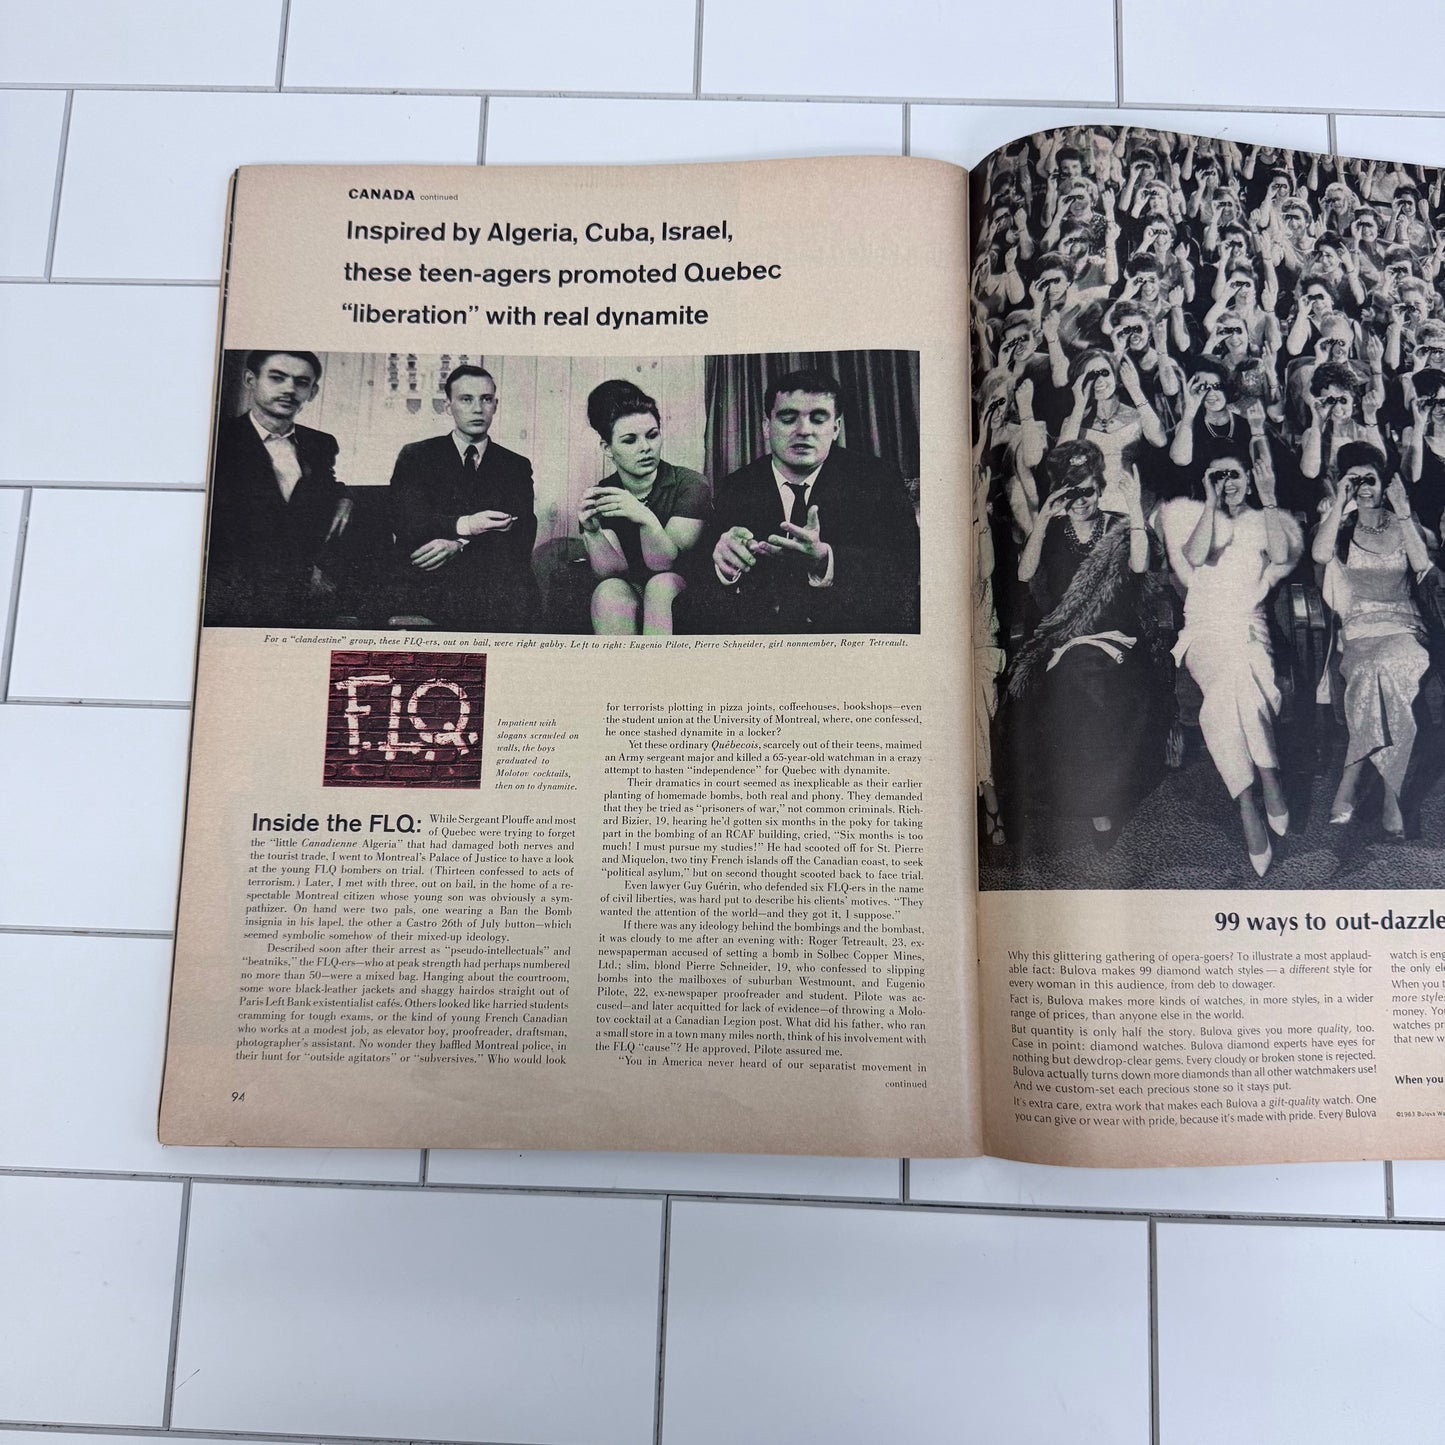 CANADA continued
Inspired by Algeria, Cuba, Israel,
these teen-agers promoted Quebec
“liberation” with real dynamite
For a “clandestine” group, these FLQ-ers, out on bail, were right gabby. Left to right: Eugenio Pilote, Pierre Schneider, girl nonmember, Roger Tetreault.
F.L.Q.
Impatient with
slogans scrawled on
walls, the boys
graduated to
Molotov cocktails,
then on to dynamite.
Inside the FLQ: While Sergeant Plouffe and most
of Quebec were trying to forget
the “little Canadienne Algeria” that had damaged both nerves and
the tourist trade, I went to Montreal’s Palace of Justice to have a look
at the young FLQ bombers on trial. (Thirteen confessed to acts of
terrorism.) Later, I met with three, out on bail, in the home of a re-
spectable Montreal citizen whose young son was obviously a sym-
pathizer. On hand were two pals, one wearing a Ban the Bomb
insignia in his lapel, the other a Castro 26th of July button—which
seemed symbolic somehow of their mixed-up ideology.
Described soon after their arrest as “pseudo-intellectuals” and
“beatniks,” the FLQ-ers—who at peak strength had perhaps numbered
no more than 50—were a mixed bag. Hanging about the courtroom,
some wore black-leather jackets and shaggy hairdos straight out of
Paris Left Bank existentialist cafés. Others looked like harried students
cramming for tough exams, or the kind of young French Canadian
who works at a modest job, as elevator boy, proofreader, draftsman,
photographer’s assistant. No wonder they baffled Montreal police, in
their hunt for “outside agitators” or “subversives.” Who would look
94
for terrorists plotting in pizza joints, coffeehouses, bookshops—even
the student union at the University of Montreal, where, one confessed,
he once stashed dynamite in a locker?
Yet these ordinary Québecois, scarcely out of their teens, maimed
an Army sergeant major and killed a 65-year-old watchman in a crazy
attempt to hasten “independence” for Quebec with dynamite.
Their dramatics in court seemed as inexplicable as their earlier
planting of homemade bombs, both real and phony. They demanded
that they be tried as “prisoners of war,” not common criminals. Rich-
ard Bizier, 19, hearing he’d gotten six months in the poky for taking
part in the bombing of an RCAF building, cried, “Six months is too
much! I must pursue my studies!” He had scooted off for St. Pierre
and Miquelon, two tiny French islands off the Canadian coast, to seek
“political asylum,” but on second thought scooted back to face trial.
Even lawyer Guy Guérin, who defended six FLQ-ers in the name
of civil liberties, was hard put to describe his clients’ motives. “They
wanted the attention of the world—and they got it, I suppose.”
If there was any ideology behind the bombings and the bombast,
it was cloudy to me after an evening with: Roger Tetreault, 23, ex-
newspaperman accused of setting a bomb in Solbec Copper Mines,
Ltd.; slim, blond Pierre Schneider, 19, who confessed to slipping
bombs into the mailboxes of suburban Westmount, and Eugenio
Pilote, 22, ex-newspaper proofreader and student. Pilote was ac-
cused—and later acquitted for lack of evidence—of throwing a Molo-
tov cocktail at a Canadian Legion post. What did his father, who ran
a small store in a town many miles north, think of his involvement with
the FLQ “cause”? He approved, Pilote assured me.
“You in America never heard of our separatist movement in
continued
99 ways to out-dazzle
Why this glittering gathering of opera-goers? To illustrate a most applaud-
able fact: Bulova makes 99 diamond watch styles—a different style for
every woman in this audience, from deb to dowager.
Fact is, Bulova makes more kinds of watches, in more styles, in a wider
range of prices, than anyone else in the world.
But quantity is only half the story. Bulova gives you more quality, too.
Case in point: diamond watches. Bulova diamond experts have eyes for
nothing but dewdrop-clear gems. Every cloudy or broken stone is rejected.
Bulova actually turns down more diamonds than all other watchmakers use!
And we custom-set each precious stone so it stays put.
It's extra care, extra work that makes each Bulova a gift-quality watch. One
you can give or wear with pride, because it's made with pride. Every Bulova
watch is eng
the only ele
When you t
more styles
money. You
watches pr
that new w
When you
©1963 Bulova Wa